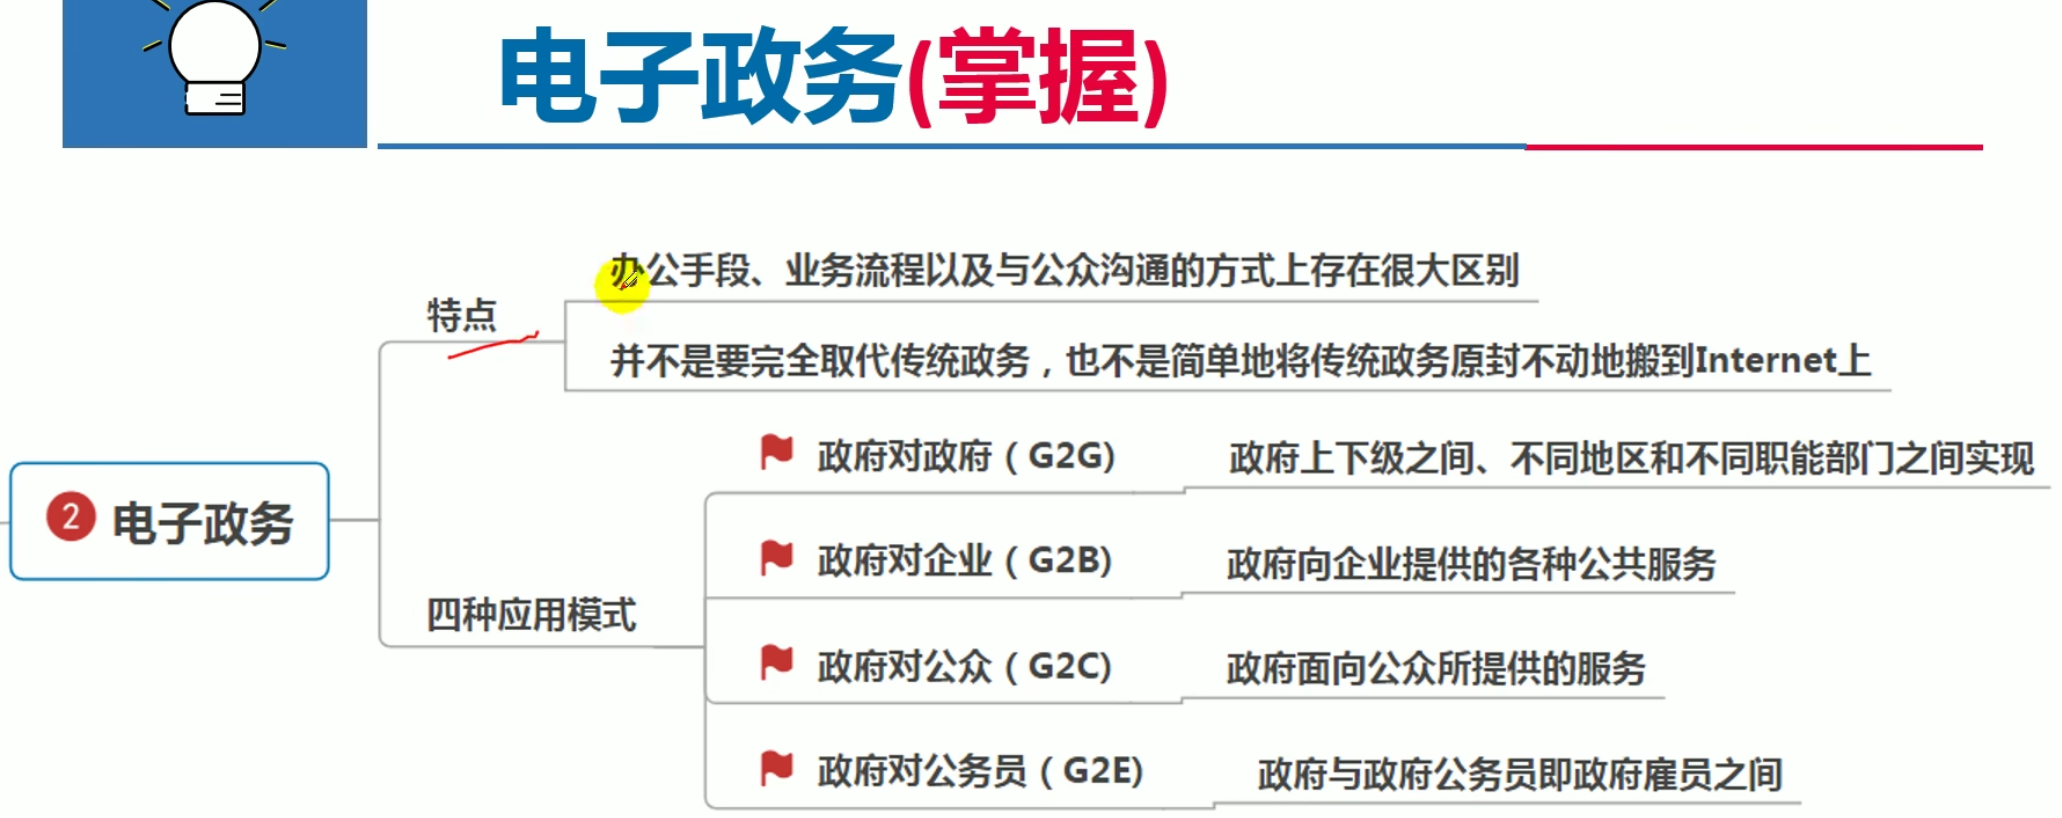 电子政务(掌握)
办公手段、业务流程以及与公众沟通的方式上存在很大区别
特点
并不是要完全取代传统政务，也不是简单地将传统政务原封不动地搬到Internet上
政府对政府（G2G) 政府上下级之间、不同地区和不同职能部门之间实现
2 电子政务
政府对企业（G2B) 政府向企业提供的各种公共服务
四种应用模式
政府对公众（G2C) 政府面向公众所提供的服务
政府对公务员（G2E) 政府与政府公务员即政府雇员之间